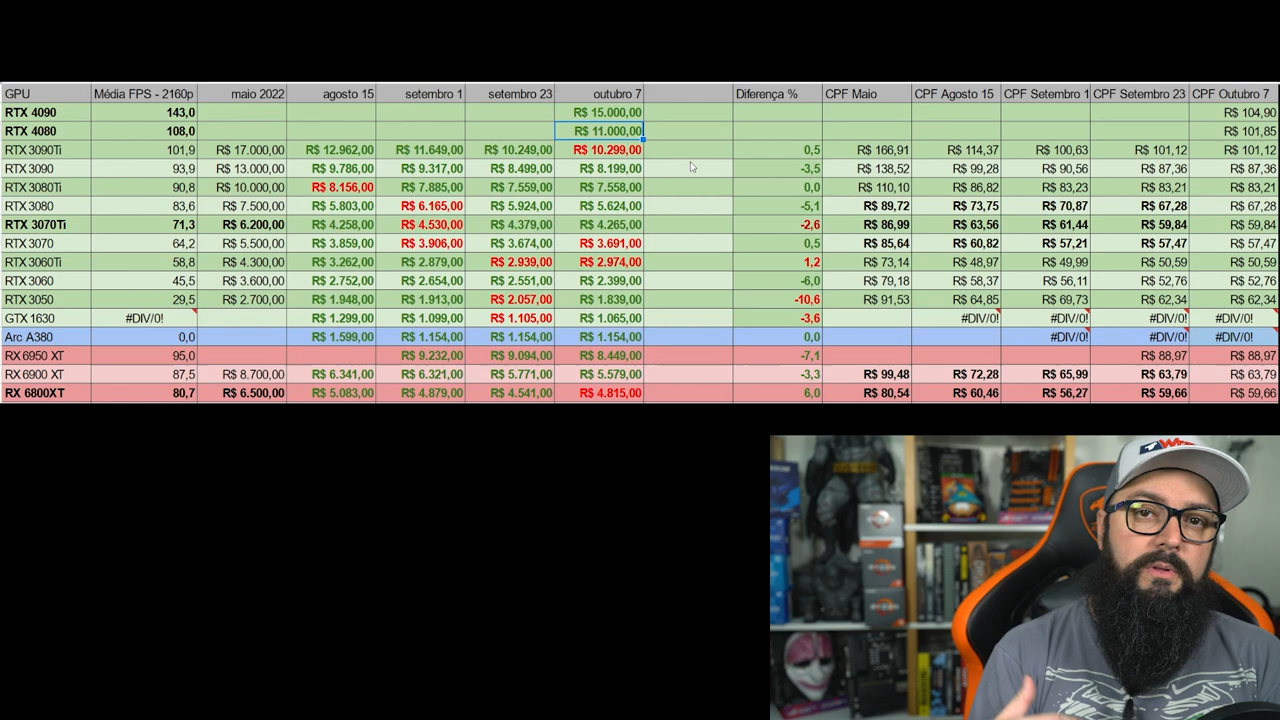 GPU Média FPS - 2160p maio 2022 agosto 15 setembro 1 setembro 23 outubro 7 Diferença % CPF Maio CPF Agosto 15 CPF Setembro 1 CPF Setembro 23 CPF Outubro 7
RTX 4090 143,0 R$ 15.000,00 R$ 104,90
RTX 4080 108,0 R$ 11.000,00 R$ 101,85
RTX 3090Ti 101,9 R$ 17.000,00 R$ 12.962,00 R$ 11.649,00 R$ 10.249,00 R$ 10.299,00 0,5 R$ 166,91 R$ 114,37 R$ 100,63 R$ 101,12 R$ 101,12
RTX 3090 93,9 R$ 13.000,00 R$ 9.786,00 R$ 9.317,00 R$ 8.499,00 R$ 8.199,00 -3,5 R$ 138,52 R$ 99,28 R$ 90,56 R$ 87,36 R$ 87,36
RTX 3080Ti 90,8 R$ 10.000,00 R$ 8.156,00 R$ 7.885,00 R$ 7.559,00 R$ 7.558,00 0,0 R$ 110,10 R$ 86,82 R$ 83,23 R$ 83,21 R$ 83,21
RTX 3080 83,6 R$ 7.500,00 R$ 5.803,00 R$ 6.165,00 R$ 5.924,00 R$ 5.624,00 -5,1 R$ 89,72 R$ 73,75 R$ 70,87 R$ 67,28 R$ 67,28
RTX 3070Ti 71,3 R$ 6.200,00 R$ 4.258,00 R$ 4.530,00 R$ 4.379,00 R$ 4.265,00 -2,6 R$ 86,99 R$ 63,56 R$ 61,44 R$ 59,84 R$ 59,84
RTX 3070 64,2 R$ 5.500,00 R$ 3.859,00 R$ 3.906,00 R$ 3.674,00 R$ 3.691,00 0,5 R$ 85,64 R$ 60,82 R$ 57,21 R$ 57,47 R$ 57,47
RTX 3060Ti 58,8 R$ 4.300,00 R$ 3.262,00 R$ 2.879,00 R$ 2.939,00 R$ 2.974,00 1,2 R$ 73,14 R$ 48,97 R$ 49,99 R$ 50,59 R$ 50,59
RTX 3060 45,5 R$ 3.600,00 R$ 2.752,00 R$ 2.654,00 R$ 2.551,00 R$ 2.399,00 -6,0 R$ 79,18 R$ 58,37 R$ 56,11 R$ 52,76 R$ 52,76
RTX 3050 29,5 R$ 2.700,00 R$ 1.948,00 R$ 1.913,00 R$ 2.057,00 R$ 1.839,00 -10,6 R$ 91,53 R$ 64,85 R$ 69,73 R$ 62,34 R$ 62,34
GTX 1630 #DIV/0! R$ 1.299,00 R$ 1.099,00 R$ 1.105,00 R$ 1.065,00 -3,6 #DIV/0! #DIV/0! #DIV/0! #DIV/0!
Arc A380 0,0 R$ 1.599,00 R$ 1.154,00 R$ 1.154,00 R$ 1.154,00 0,0 #DIV/0! #DIV/0! #DIV/0!
RX 6950 XT 95,0 R$ 9.232,00 R$ 9.094,00 R$ 8.449,00 -7,1 R$ 88,97 R$ 88,97
RX 6900 XT 87,5 R$ 8.700,00 R$ 6.341,00 R$ 6.321,00 R$ 5.771,00 R$ 5.579,00 -3,3 R$ 99,48 R$ 72,28 R$ 65,99 R$ 63,79 R$ 63,79
RX 6800XT 80,7 R$ 6.500,00 R$ 5.083,00 R$ 4.879,00 R$ 4.541,00 R$ 4.815,00 6,0 R$ 80,54 R$ 60,46 R$ 56,27 R$ 59,66 R$ 59,66